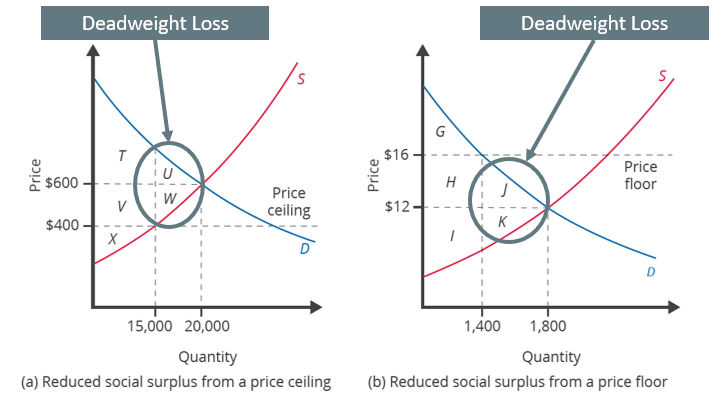 Deadweight Loss
S
T
U
$600
W
Price
ceiling
V
$400
X
D
Price
15,000 20,000
Quantity
(a) Reduced social surplus from a price ceiling
Deadweight Loss
S
G
$16
Price
floor
H
J
$12
K
I
D
Price
1,400 1,800
Quantity
(b) Reduced social surplus from a price floor